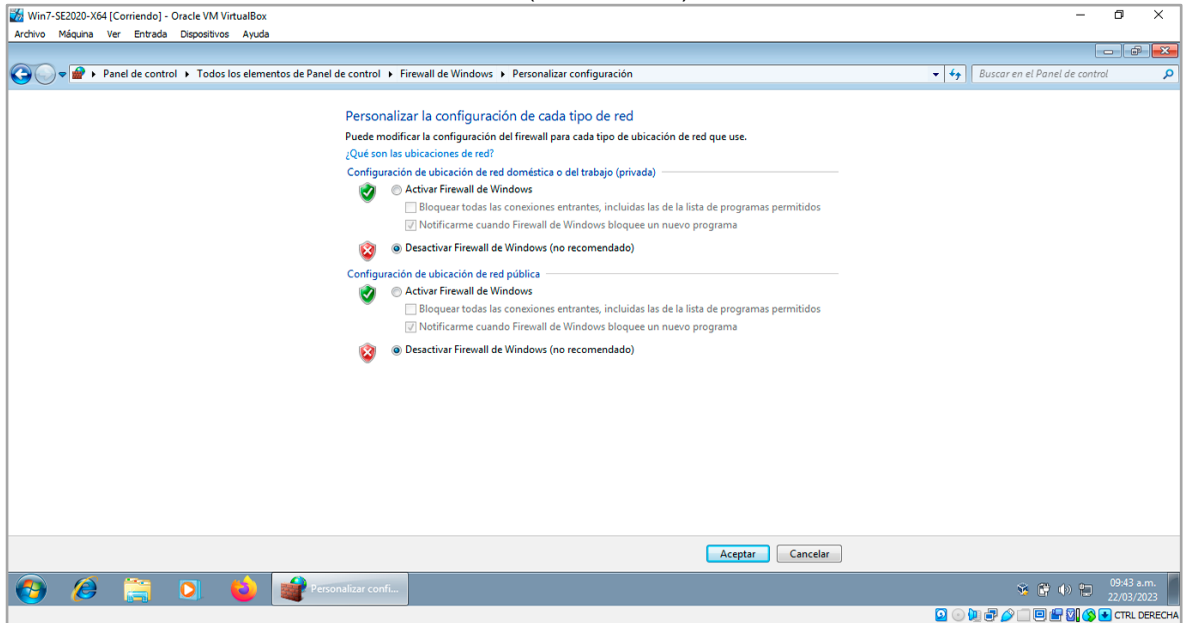 Win7-SE2020-X64 [Corriendo] - Oracle VM VirtualBox
Archivo Máquina Ver Entrada Dispositivos Ayuda
Panel de control Todos los elementos de Panel de control Firewall de Windows Personalizar configuración Buscar en el Panel de control
Personalizar la configuración de cada tipo de red
Puede modificar la configuración del firewall para cada tipo de ubicación de red que use.
¿Qué son las ubicaciones de red?
Configuración de ubicación de red doméstica o del trabajo (privada)
Activar Firewall de Windows
Bloquear todas las conexiones entrantes, incluidas las de la lista de programas permitidos
Notificarme cuando Firewall de Windows bloquee un nuevo programa
Desactivar Firewall de Windows (no recomendado)
Configuración de ubicación de red pública
Activar Firewall de Windows
Bloquear todas las conexiones entrantes, incluidas las de la lista de programas permitidos
Notificarme cuando Firewall de Windows bloquee un nuevo programa
Desactivar Firewall de Windows (no recomendado)
Aceptar Cancelar
Personalizar confi...
09:43 a.m.
22/03/2023
CTRL DERECHA